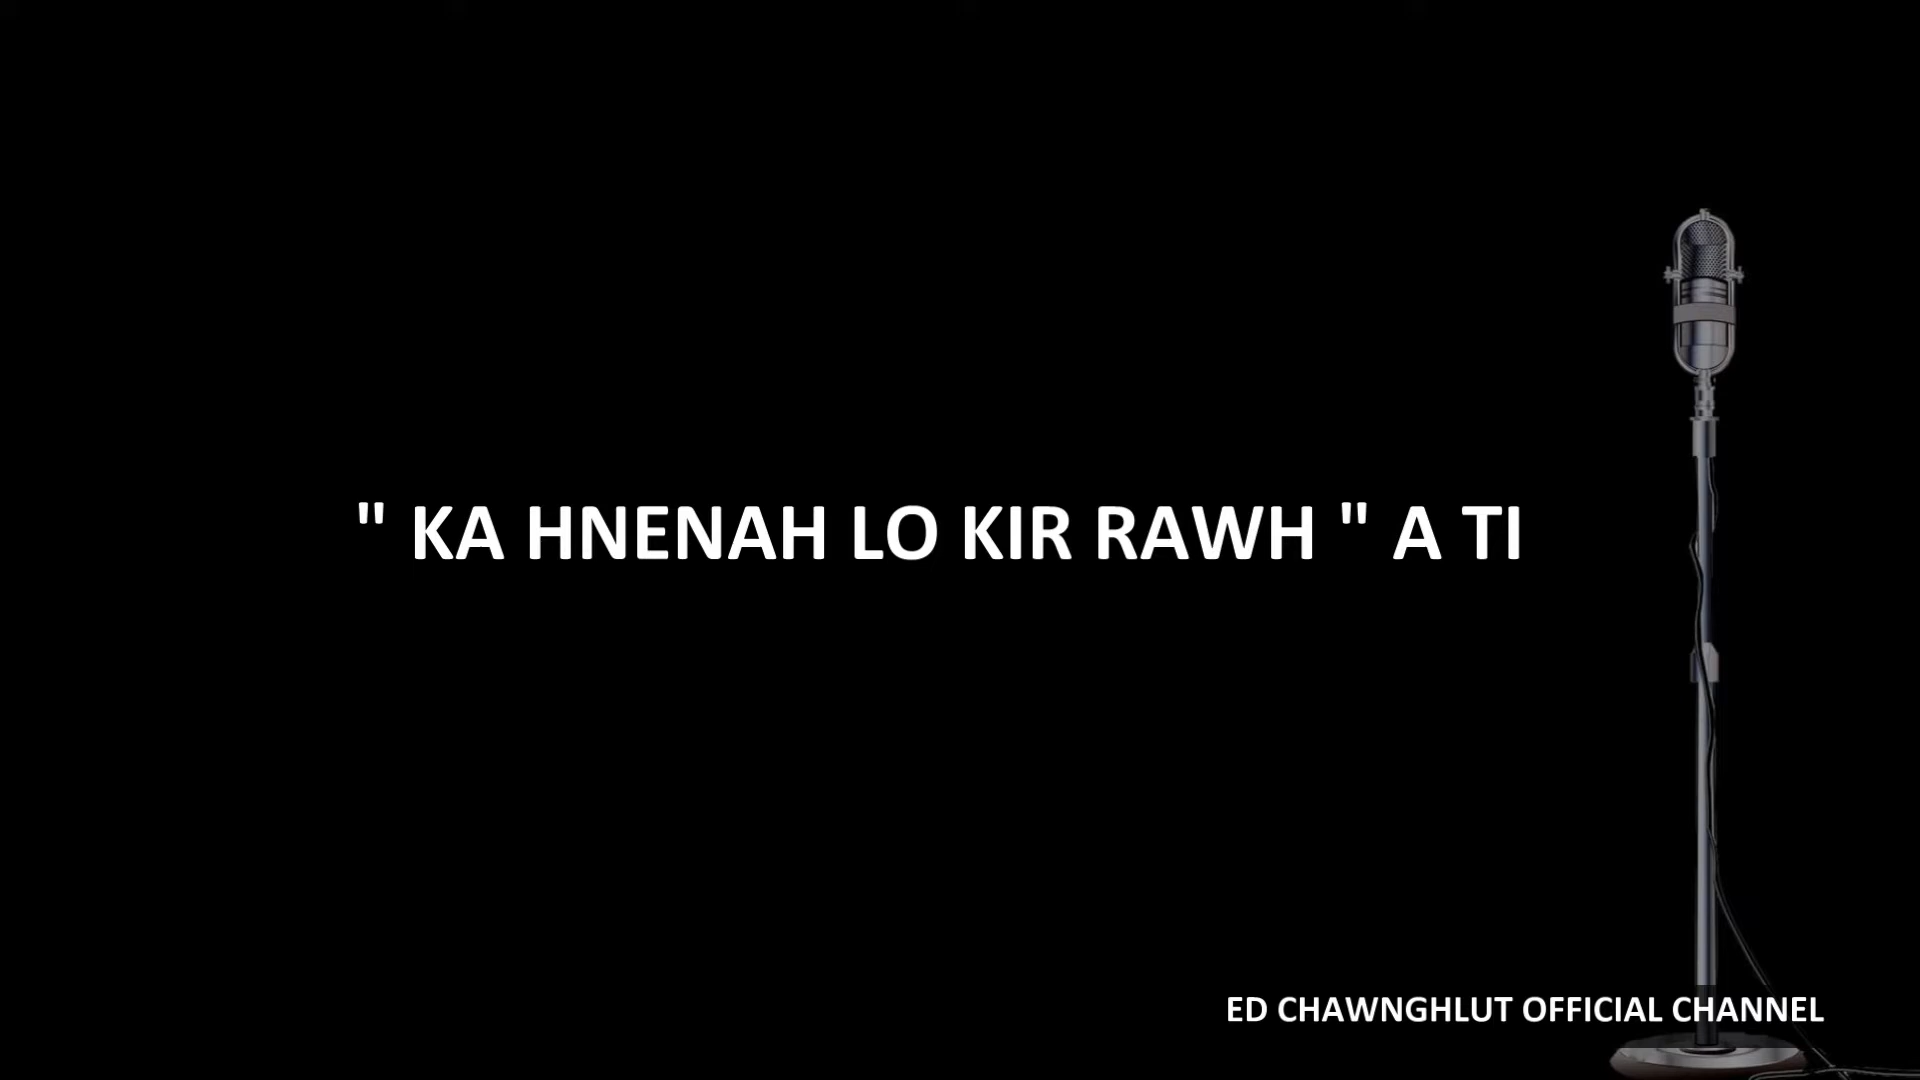 " KA HNENAH LO KIR RAWH " A TI
ED CHAWNGHLUT OFFICIAL CHANNEL